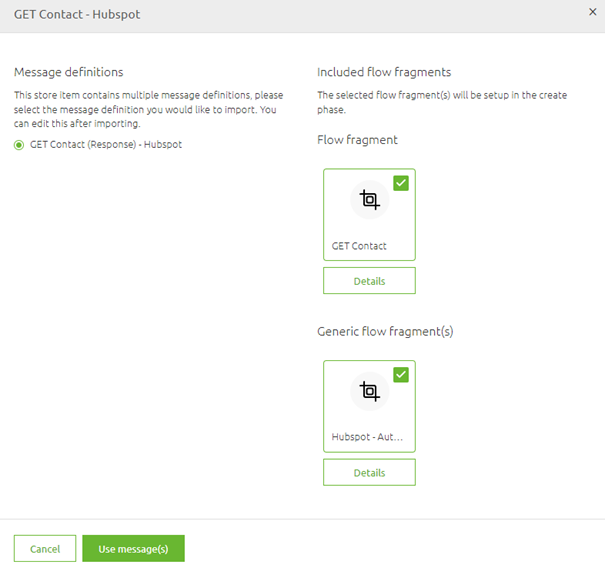 GET Contact - Hubspot
Message definitions
This store item contains multiple message definitions, please
select the message definition you would like to import. You
can edit this after importing.
GET Contact (Response) - Hubspot
Included flow fragments
The selected flow fragment(s) will be setup in the create
phase.
Flow fragment
GET Contact
Details
Generic flow fragment(s)
Hubspot - Aut...
Details
Cancel
Use message(s)